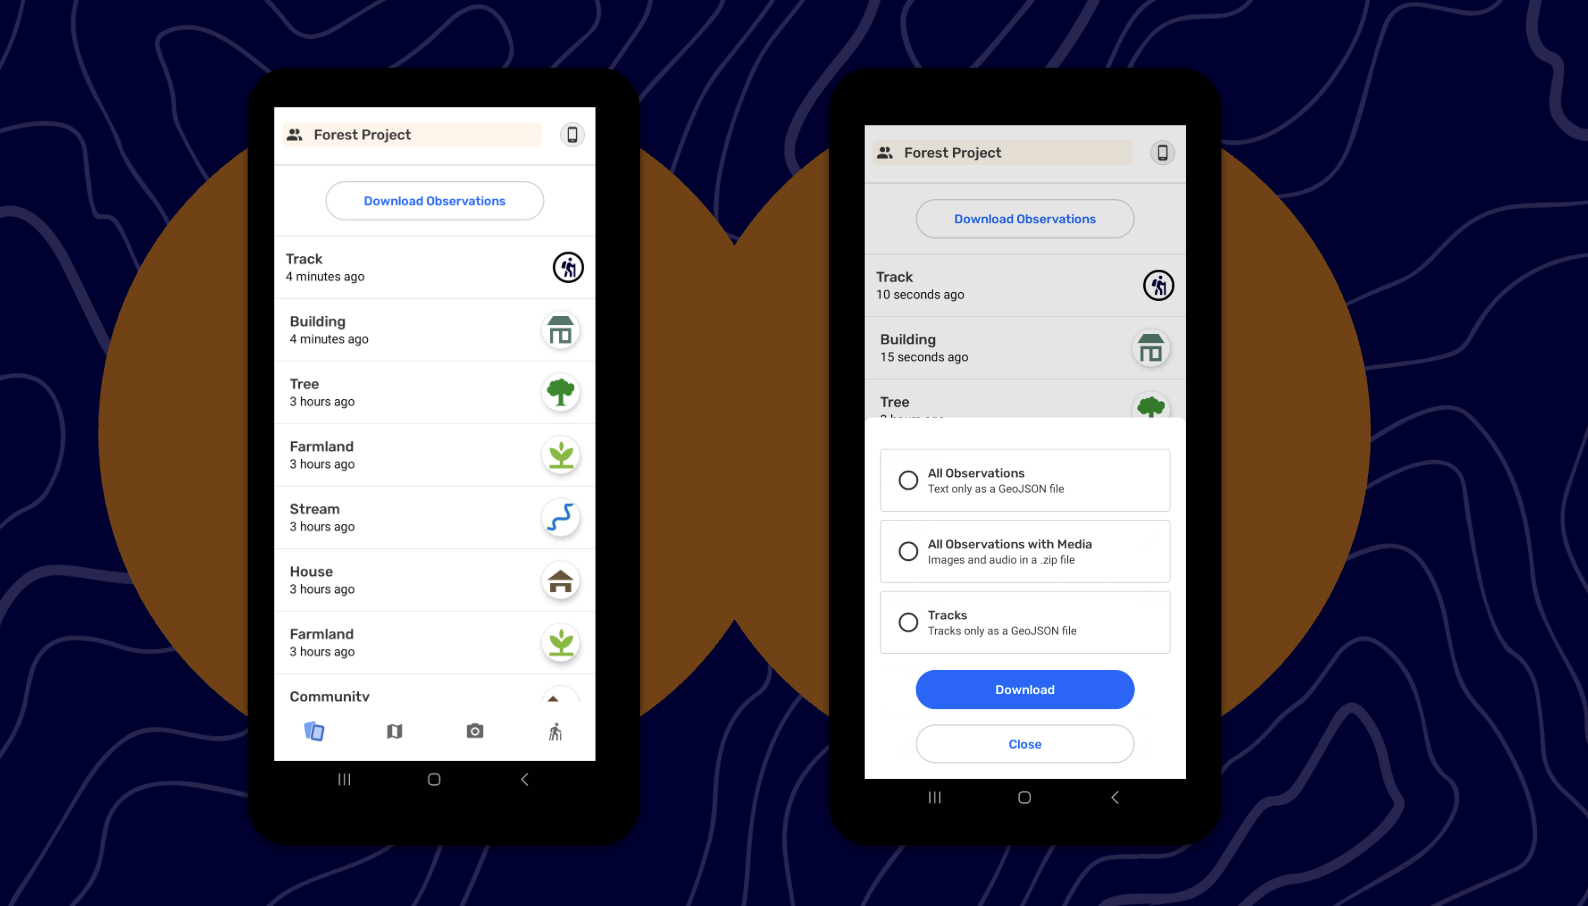 Forest Project
Download Observations
Track
4 minutes ago
Building
4 minutes ago
Tree
3 hours ago
Farmland
3 hours ago
Stream
3 hours ago
House
3 hours ago
Farmland
3 hours ago
Community
Forest Project
Download Observations
Track
10 seconds ago
Building
15 seconds ago
Tree
All Observations
Text only as a GeoJSON file
All Observations with Media
Images and audio in a .zip file
Tracks
Tracks only as a GeoJSON file
Download
Close